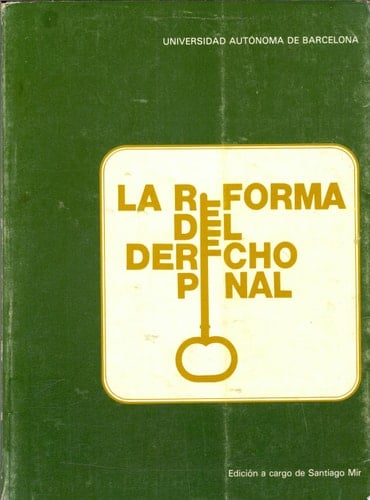 UNIVERSIDAD AUTÓNOMA DE BARCELONA
LA REFORMA
DEL
DERECHO
PENAL
Edición a cargo de Santiago Mir